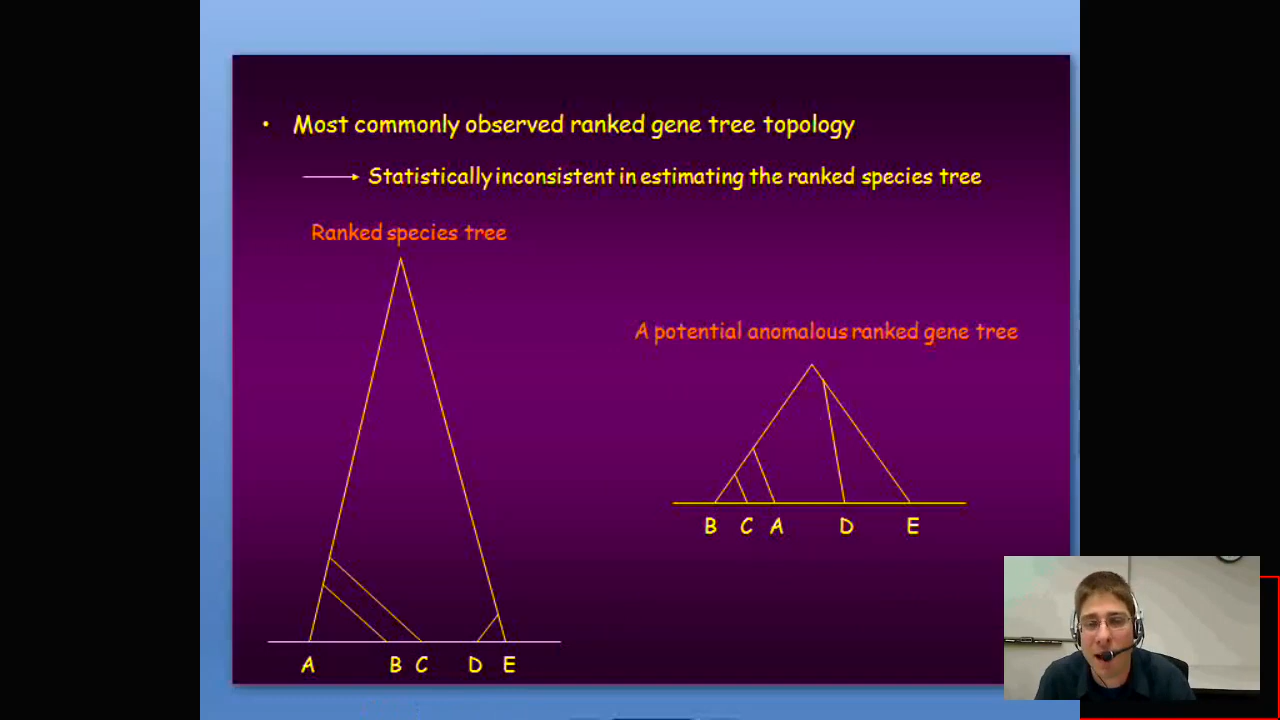 • Most commonly observed ranked gene tree topology
Statistically inconsistent in estimating the ranked species tree
Ranked species tree
A potential anomalous ranked gene tree
B C A D E
A B C D E